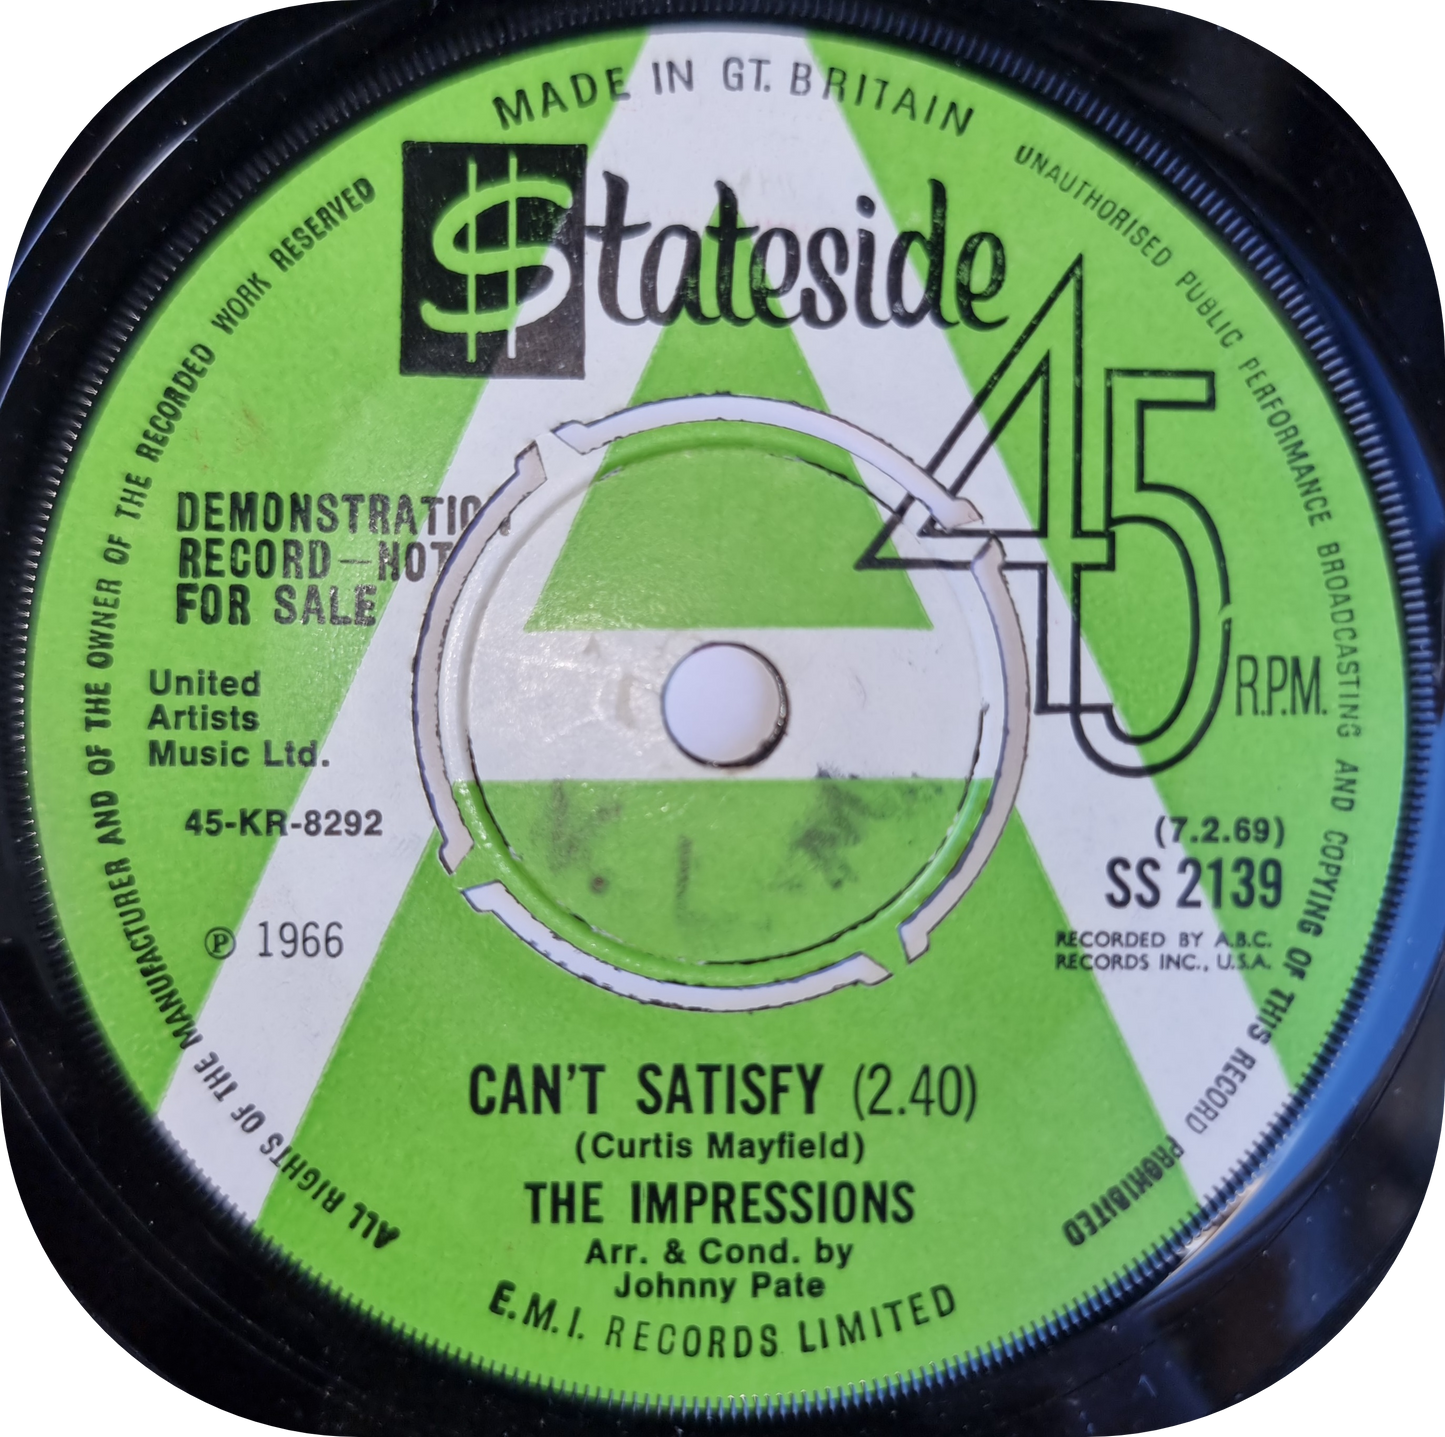 MADE IN GT. BRITAIN
$tateside
45
R.P.M.
DEMONSTRATION
RECORD—NOT
FOR SALE
United
Artists
Music Ltd.
45-KR-8292
℗ 1966
(7.2.69)
SS 2139
RECORDED BY A.B.C.
RECORDS INC., U.S.A.
CAN'T SATISFY (2.40)
(Curtis Mayfield)
THE IMPRESSIONS
Arr. & Cond. by
Johnny Pate
E.M.I. RECORDS LIMITED
ALL RIGHTS OF THE MANUFACTURER AND OF THE OWNER OF THE RECORDED WORK RESERVED
UNAUTHORISED PUBLIC PERFORMANCE BROADCASTING AND COPYING OF THIS RECORD PROHIBITED